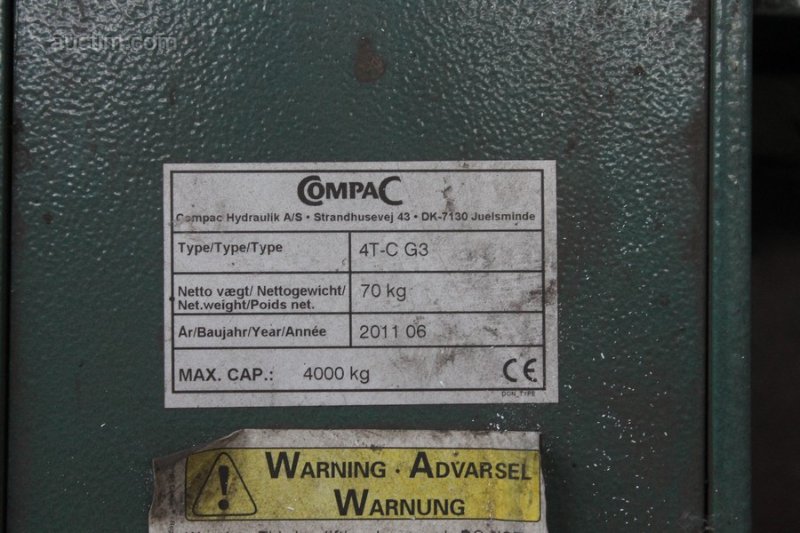 auctim.com
COMPAC
Compac Hydraulik A/S • Strandhusevej 43 • DK-7130 Juelsminde
Type/Type/Type 4T-C G3
Netto vægt/ Nettogewicht/
Net.weight/Poids net. 70 kg
År/Baujahr/Year/Année 2011 06
MAX. CAP.: 4000 kg CE
DON_TYPE
WARNING · ADVARSEL
WARNUNG